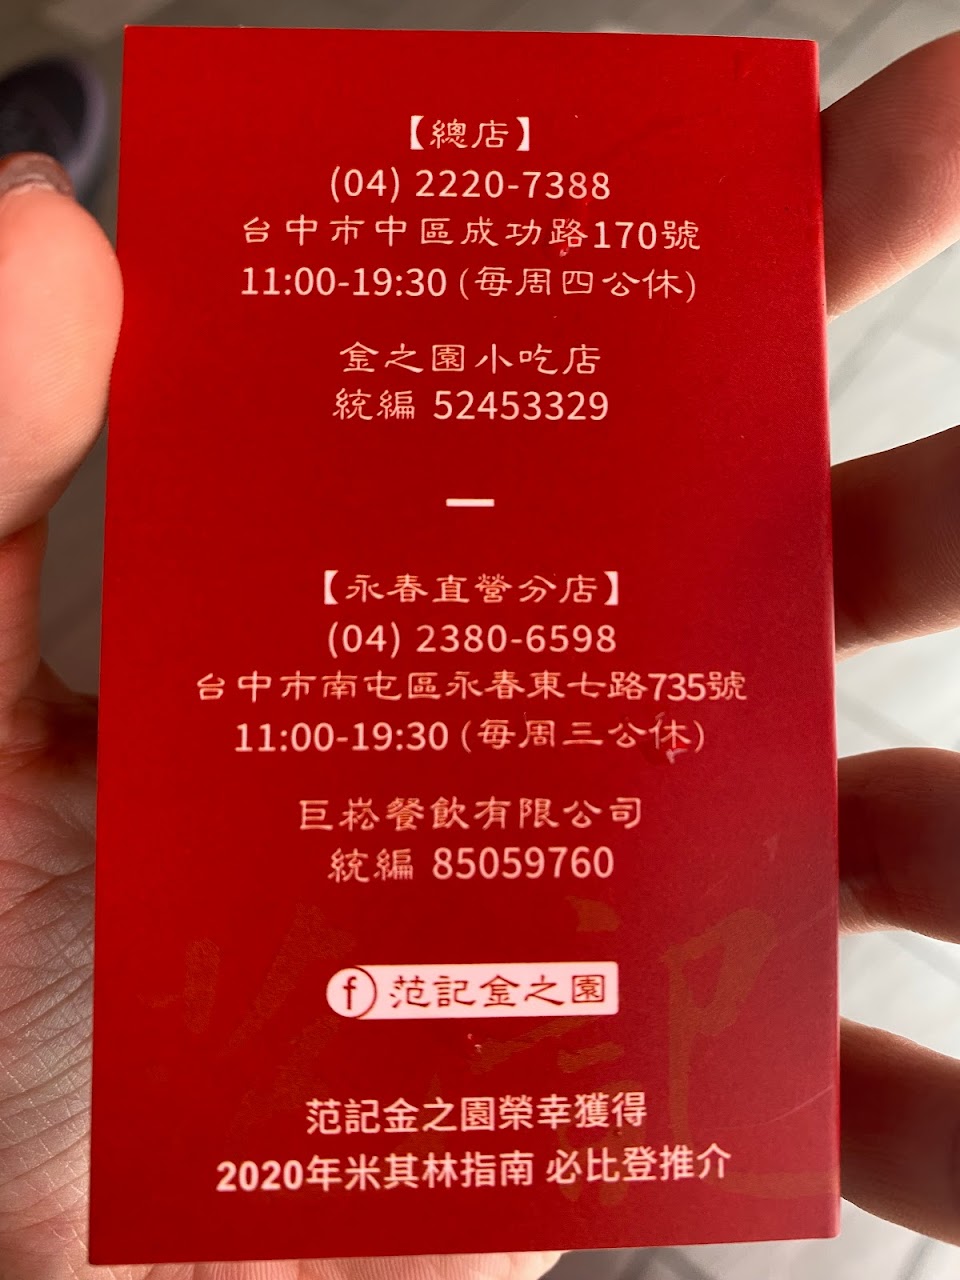 【總店】
(04) 2220-7388
台中市中區成功路170號
11:00-19:30 (每周四公休)
金之園小吃店
統編 52453329
【永春直營分店】
(04) 2380-6598
台中市南屯區永春東七路735號
11:00-19:30 (每周三公休)
巨崧餐飲有限公司
統編 85059760
f 范記金之園
范記金之園榮幸獲得
2020年米其林指南 必比登推介
范記